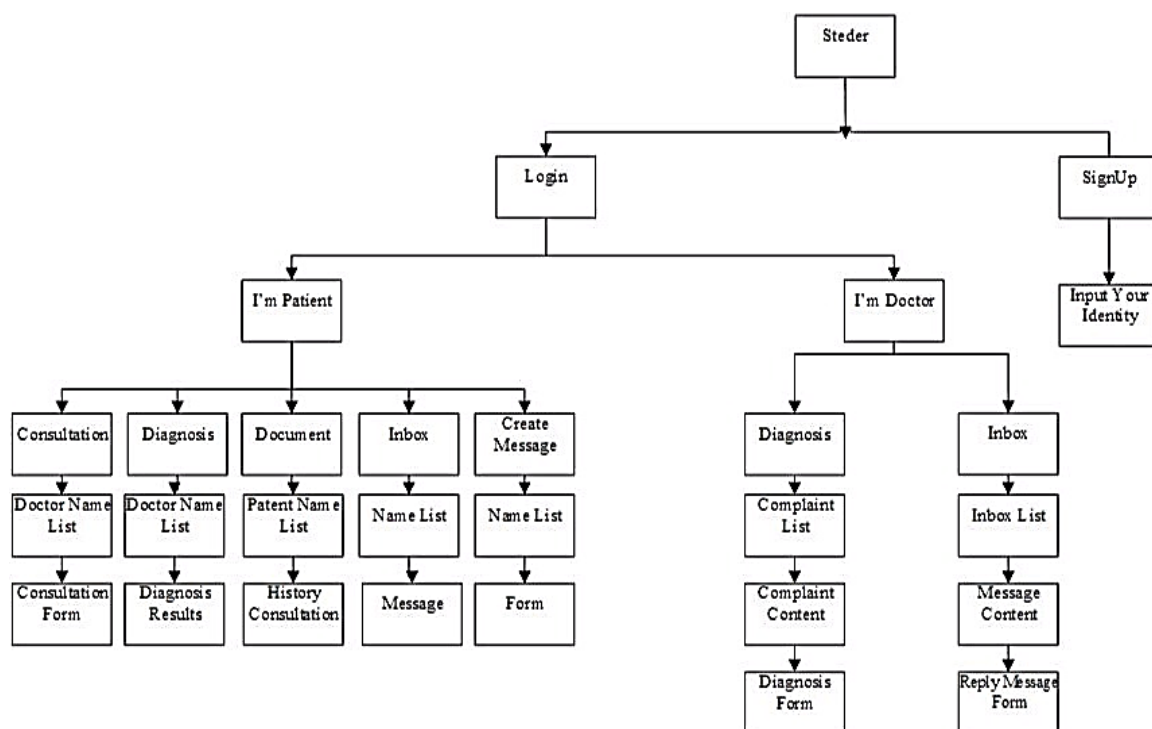 Steder
Login
SignUp
I'm Patient
I'm Doctor
Input Your
Identity
Consultation
Diagnosis
Document
Inbox
Create
Message
Diagnosis
Inbox
Doctor Name
List
Doctor Name
List
Patent Name
List
Name List
Name List
Complaint
List
Inbox List
Consultation
Form
Diagnosis
Results
History
Consultation
Message
Form
Complaint
Content
Message
Content
Diagnosis
Form
Reply Message
Form